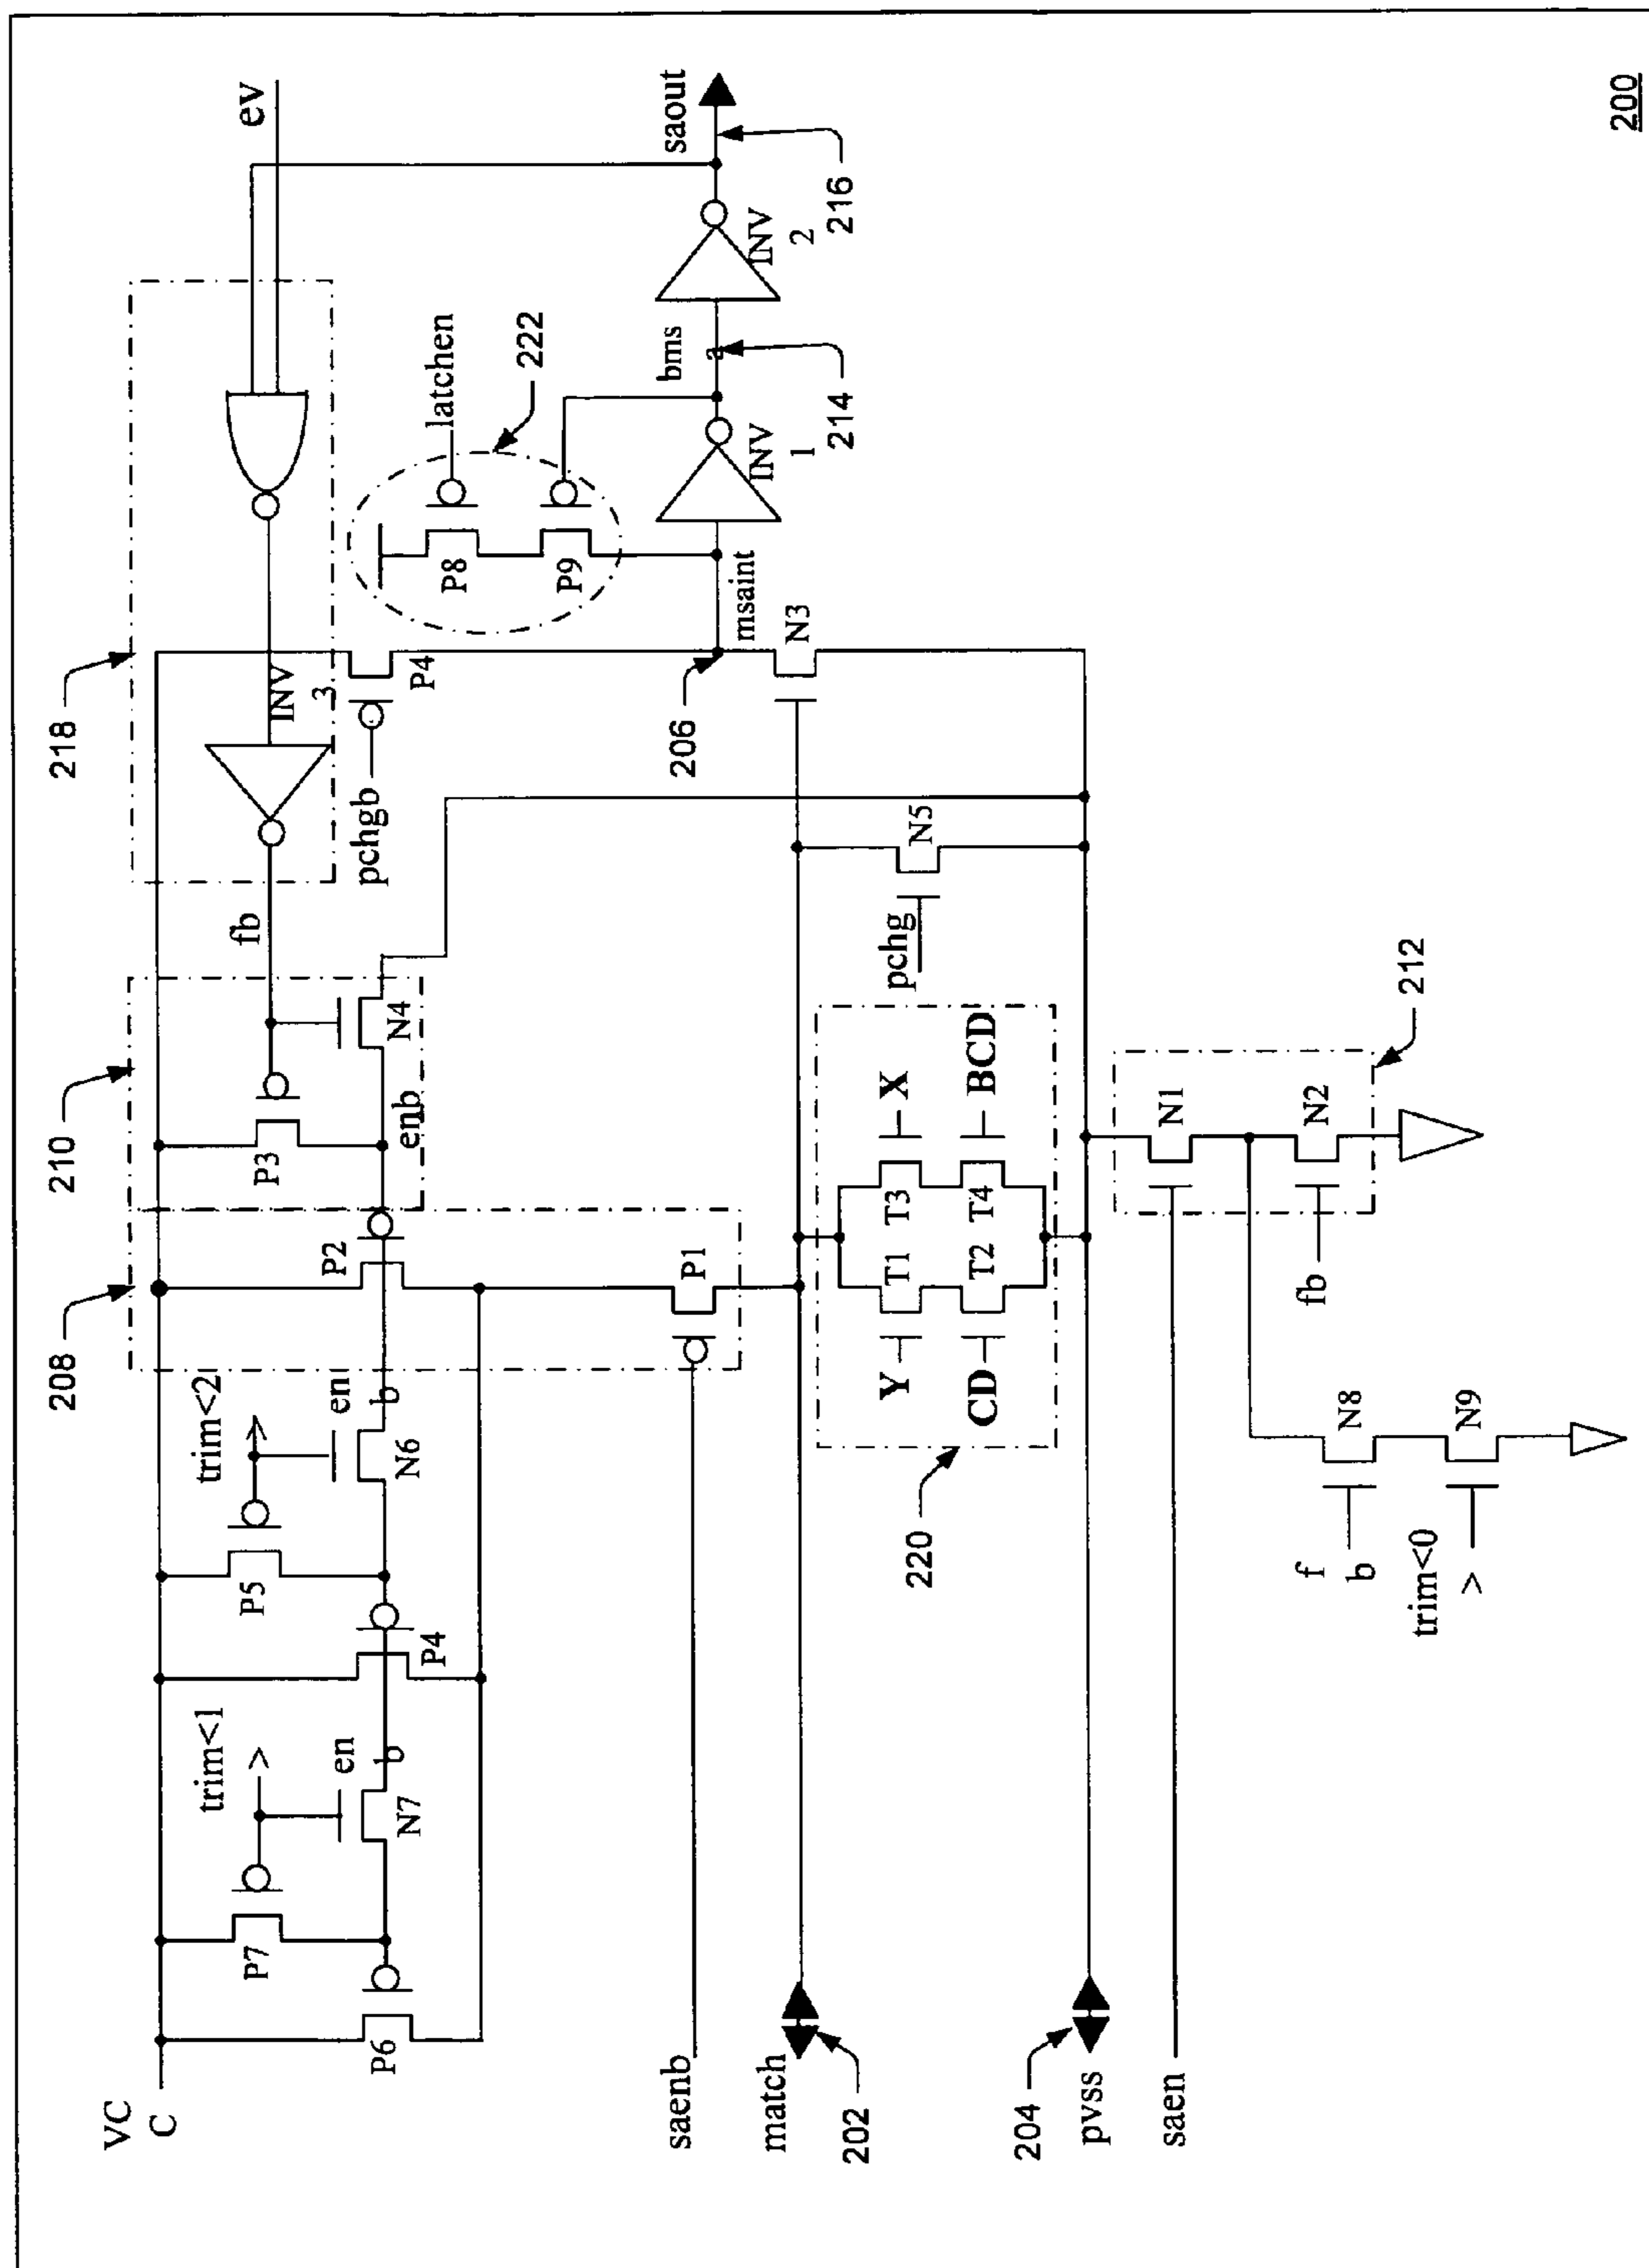 200
VC
C
P6
P7
trim<1
>
N7
en
b
P4
P5
trim<2
>
N6
en
b
208
P2
P1
210
P3
enb
N4
fb
218
INV
3
ev
pchgb
P4
206
msaint
N3
P8
P9
latchen
222
INV
1
bms
a
214
INV
2
saout
216
saenb
match
202
204
pvss
saen
220
Y
CD
T1
T2
T3
T4
X
BCD
pchg
N5
N1
N2
fb
212
f
b
N8
trim<0
>
N9